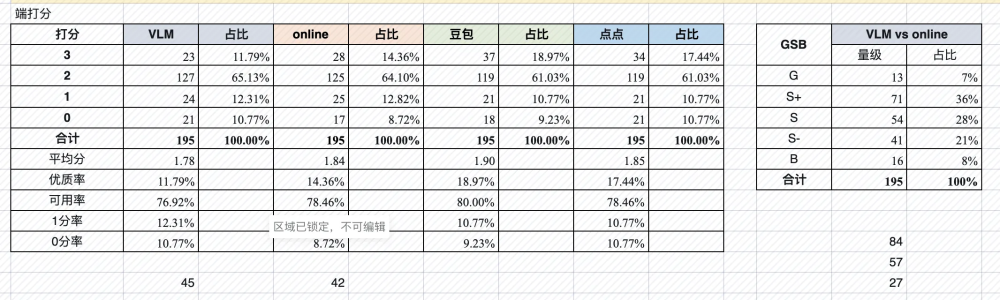 端打分
打分 VLM 占比 online 占比 豆包 占比 点点 占比
3 23 11.79% 28 14.36% 37 18.97% 34 17.44%
2 127 65.13% 125 64.10% 119 61.03% 119 61.03%
1 24 12.31% 25 12.82% 21 10.77% 21 10.77%
0 21 10.77% 17 8.72% 18 9.23% 21 10.77%
合计 195 100.00% 195 100.00% 195 100.00% 195 100.00%
平均分 1.78 1.84 1.90 1.85
优质率 11.79% 14.36% 18.97% 17.44%
可用率 76.92% 78.46% 80.00% 78.46%
1分率 12.31% 10.77% 10.77%
区域已锁定，不可编辑
0分率 10.77% 8.72% 9.23% 10.77%
45 42
GSB VLM vs online
量级 占比
G 13 7%
S+ 71 36%
S 54 28%
S- 41 21%
B 16 8%
合计 195 100%
84
57
27